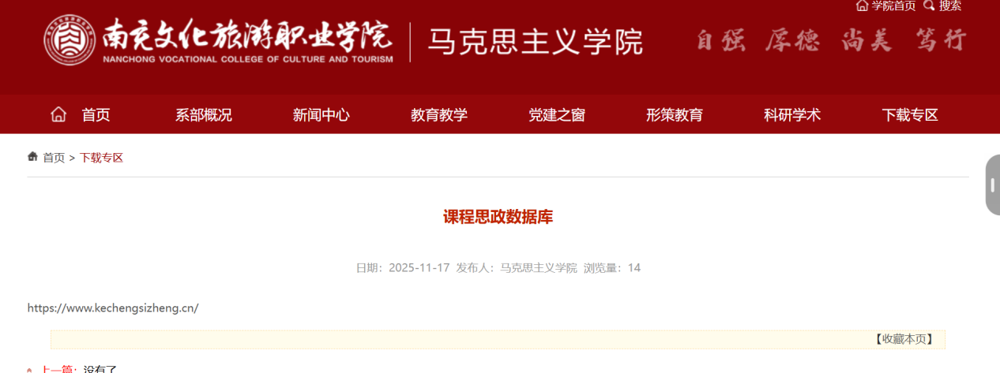 学院首页 搜索
南充文化旅游职业学院 马克思主义学院 自强 厚德 尚美 笃行
NANCHONG VOCATIONAL COLLEGE OF CULTURE AND TOURISM
首页 系部概况 新闻中心 教育教学 党建之窗 形策教育 科研学术 下载专区
首页 > 下载专区
课程思政数据库
日期：2025-11-17 发布人：马克思主义学院 浏览量：14
https://www.kechengsizheng.cn/
【收藏本页】
上一篇：没有了